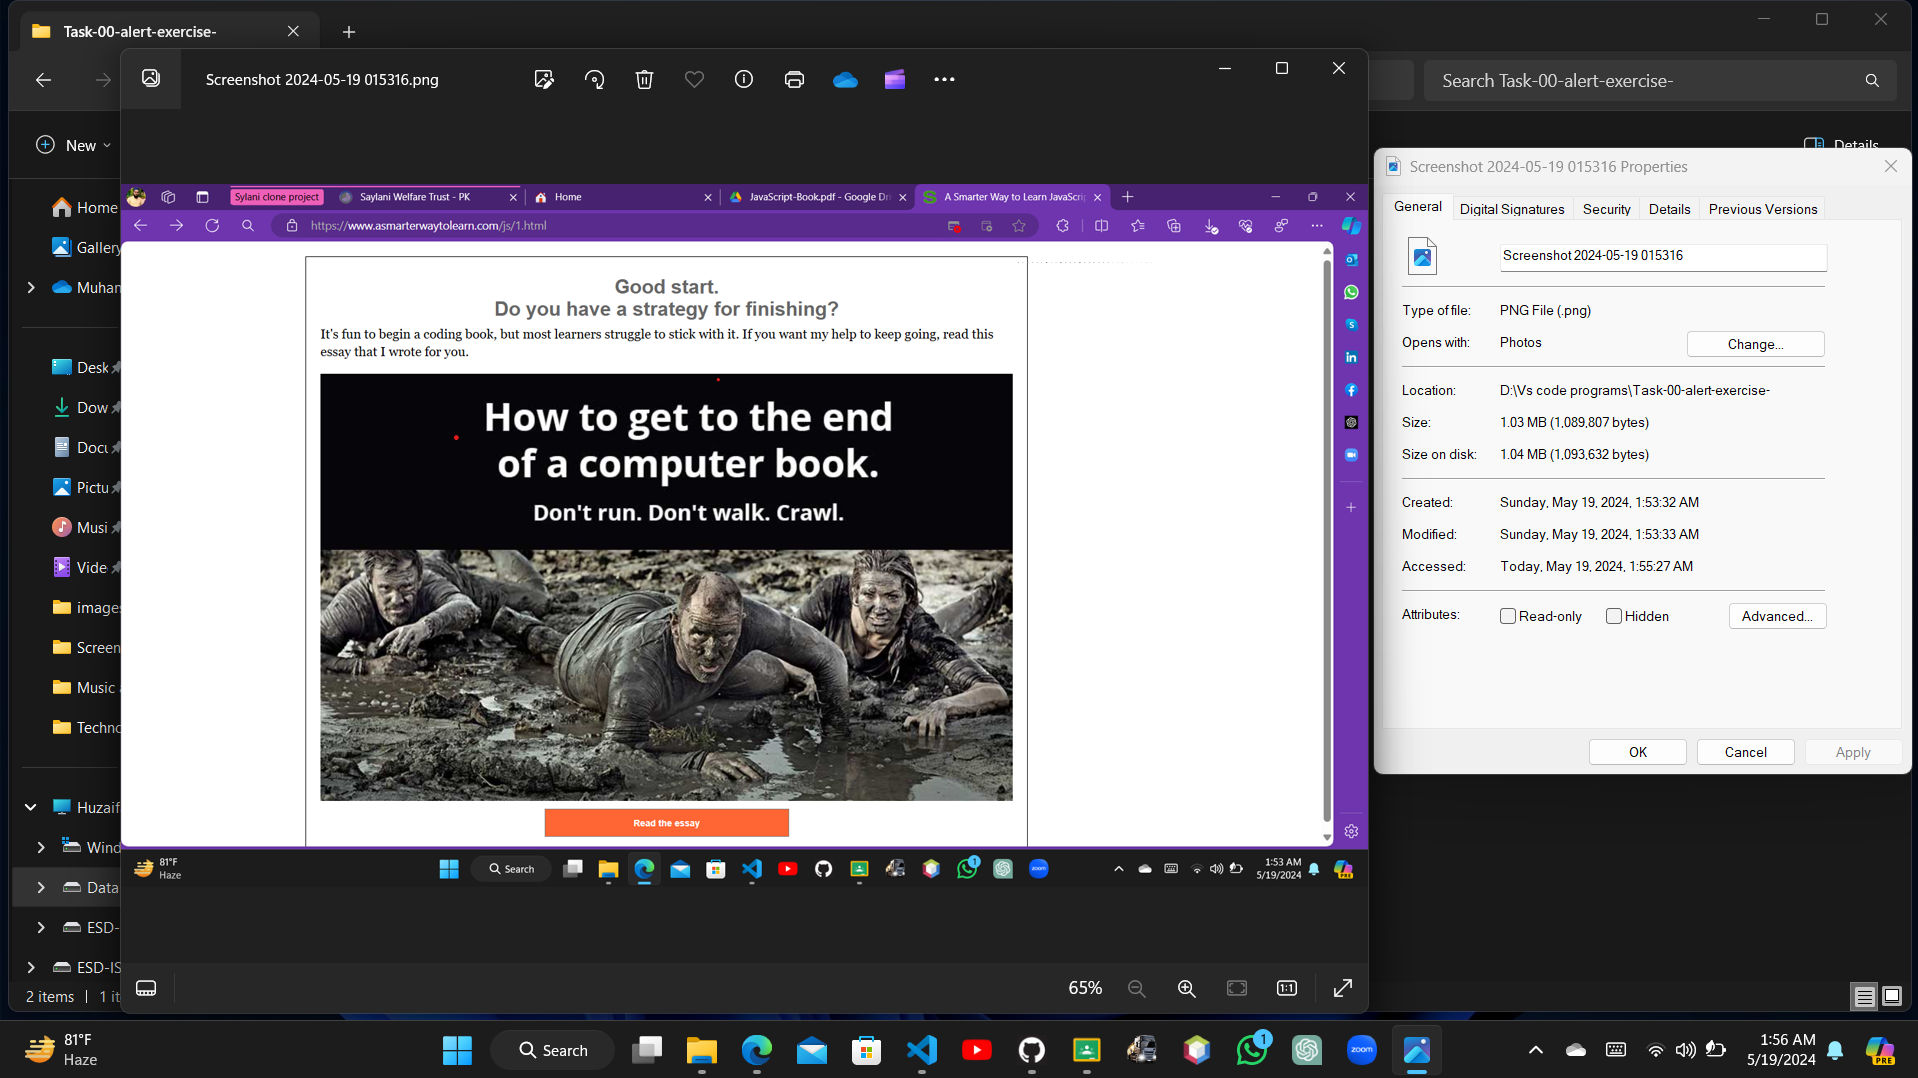 Task-00-alert-exercise-
Search Task-00-alert-exercise-
New
Details
Home
Gallery
Muhan
Desk
Dow
Docu
Pictu
Musi
Vide
images
Screen
Music
Techno
Huzaif
Wind
Data
ESD-
ESD-IS
2 items
1 it
Screenshot 2024-05-19 015316.png
Sylani clone project
Saylani Welfare Trust - PK
Home
JavaScript-Book.pdf - Google Dri
A Smarter Way to Learn JavaScrip
https://www.asmarterwaytolearn.com/js/1.html
Good start.
Do you have a strategy for finishing?
It's fun to begin a coding book, but most learners struggle to stick with it. If you want my help to keep going, read this
essay that I wrote for you.
How to get to the end
of a computer book.
Don't run. Don't walk. Crawl.
Read the essay
81°F
Haze
Search
1
zoom
1:53 AM
5/19/2024
PRE
65%
1:1
Screenshot 2024-05-19 015316 Properties
General
Digital Signatures
Security
Details
Previous Versions
Screenshot 2024-05-19 015316
Type of file:
PNG File (.png)
Opens with:
Photos
Change...
Location:
D:\Vs code programs\Task-00-alert-exercise-
Size:
1.03 MB (1,089,807 bytes)
Size on disk:
1.04 MB (1,093,632 bytes)
Created:
Sunday, May 19, 2024, 1:53:32 AM
Modified:
Sunday, May 19, 2024, 1:53:33 AM
Accessed:
Today, May 19, 2024, 1:55:27 AM
Attributes:
Read-only
Hidden
Advanced...
OK
Cancel
Apply
81°F
Haze
Search
1
zoom
1:56 AM
5/19/2024
PRE